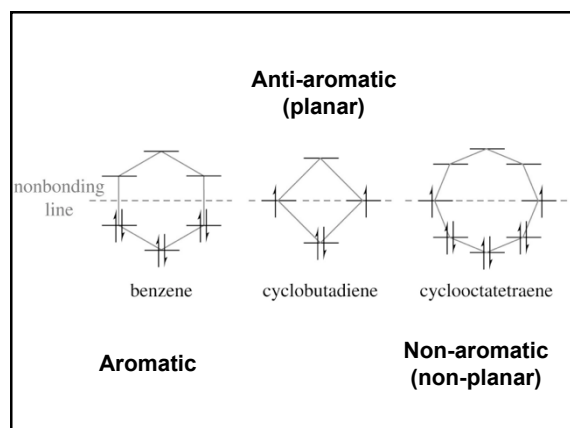 Anti-aromatic
(planar)
nonbonding
line
benzene
cyclobutadiene
cyclooctatetraene
Aromatic
Non-aromatic
(non-planar)